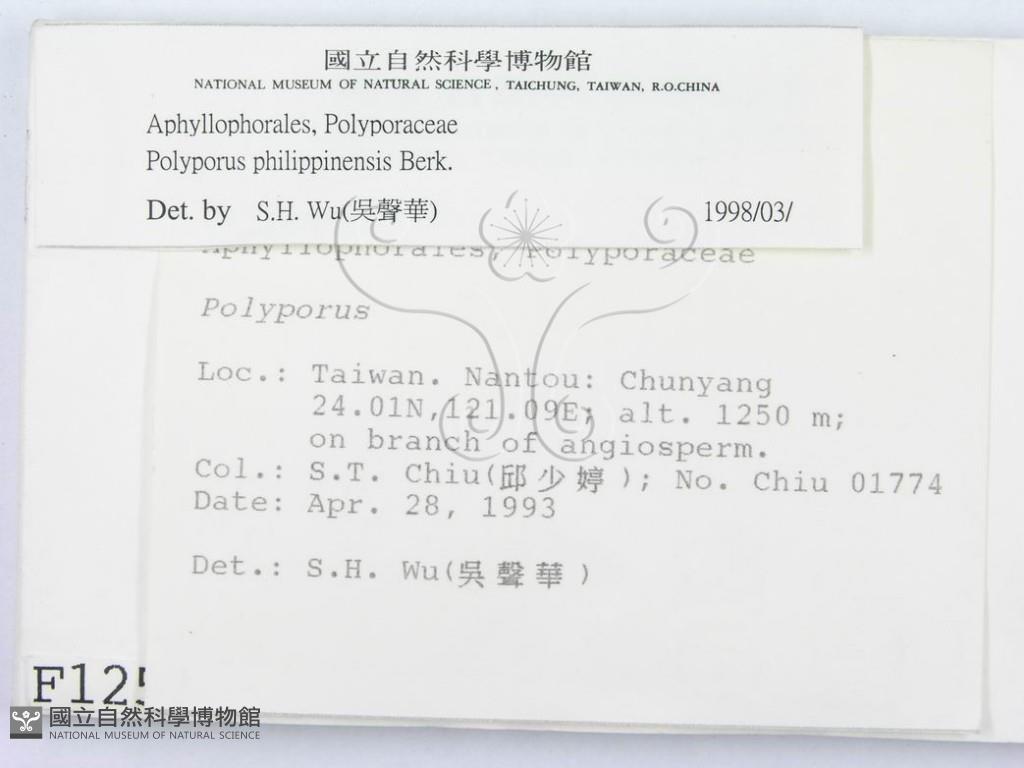 國立自然科學博物館
NATIONAL MUSEUM OF NATURAL SCIENCE, TAICHUNG, TAIWAN, R.O.CHINA
Aphyllophorales, Polyporaceae
Polyporus philippinensis Berk.
Det. by S.H. Wu(吳聲華) 1998/03/
Aphyllophorales, Polyporaceae
Polyporus
Loc.: Taiwan. Nantou: Chunyang
24.01N,121.09E; alt. 1250 m;
on branch of angiosperm.
Col.: S.T. Chiu(邱少婷); No. Chiu 01774
Date: Apr. 28, 1993
Det.: S.H. Wu(吳聲華)
F125
國立自然科學博物館
NATIONAL MUSEUM OF NATURAL SCIENCE